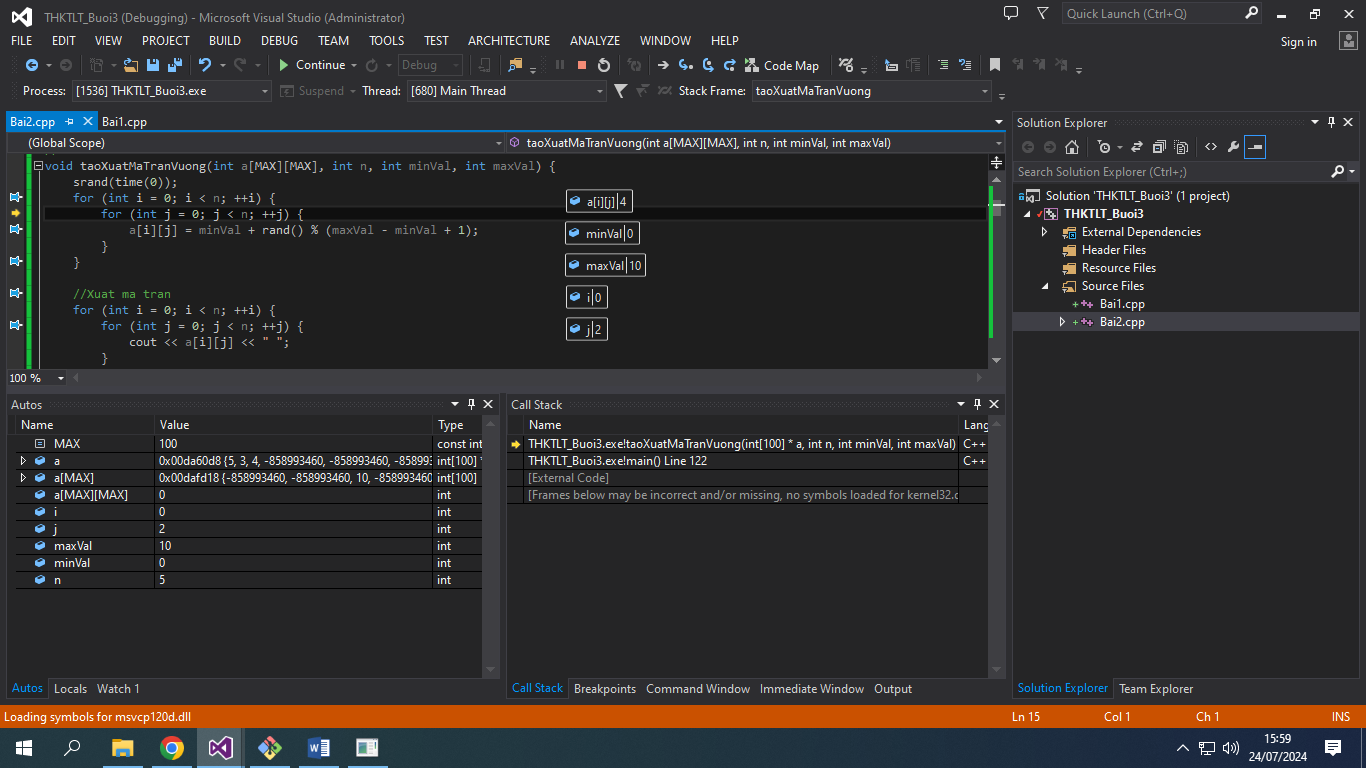 THKTLT_Buoi3 (Debugging) - Microsoft Visual Studio (Administrator)
Quick Launch (Ctrl+Q)
FILE EDIT VIEW PROJECT BUILD DEBUG TEAM TOOLS TEST ARCHITECTURE ANALYZE WINDOW HELP
Sign in
Continue Debug Code Map
Process: [1536] THKTLT_Buoi3.exe Suspend Thread: [680] Main Thread Stack Frame: taoXuatMaTranVuong
Bai2.cpp Bai1.cpp
(Global Scope) taoXuatMaTranVuong(int a[MAX][MAX], int n, int minVal, int maxVal)
void taoXuatMaTranVuong(int a[MAX][MAX], int n, int minVal, int maxVal) {
srand(time(0));
for (int i = 0; i < n; ++i) {
for (int j = 0; j < n; ++j) {
a[i][j] = minVal + rand() % (maxVal - minVal + 1);
}
}
//Xuat ma tran
for (int i = 0; i < n; ++i) {
for (int j = 0; j < n; ++j) {
cout << a[i][j] << " ";
}
a[i][j] 4
minVal 0
maxVal 10
i 0
j 2
100 %
Autos
Name Value Type
MAX 100 const int
a 0x00da60d8 {5, 3, 4, -858993460, -858993460, -85899 int[100] *
a[MAX] 0x00dafd18 {-858993460, -858993460, 10, -858993460 int[100]
a[MAX][MAX] 0 int
i 0 int
j 2 int
maxVal 10 int
minVal 0 int
n 5 int
Autos Locals Watch 1
Call Stack
Name Lang
THKTLT_Buoi3.exe!taoXuatMaTranVuong(int[100] * a, int n, int minVal, int maxVal) C++
THKTLT_Buoi3.exe!main() Line 122 C++
[External Code]
[Frames below may be incorrect and/or missing, no symbols loaded for kernel32.d
Call Stack Breakpoints Command Window Immediate Window Output
Solution Explorer
Search Solution Explorer (Ctrl+;)
Solution 'THKTLT_Buoi3' (1 project)
THKTLT_Buoi3
External Dependencies
Header Files
Resource Files
Source Files
Bai1.cpp
Bai2.cpp
Solution Explorer Team Explorer
Loading symbols for msvcp120d.dll Ln 15 Col 1 Ch 1 INS
15:59
24/07/2024